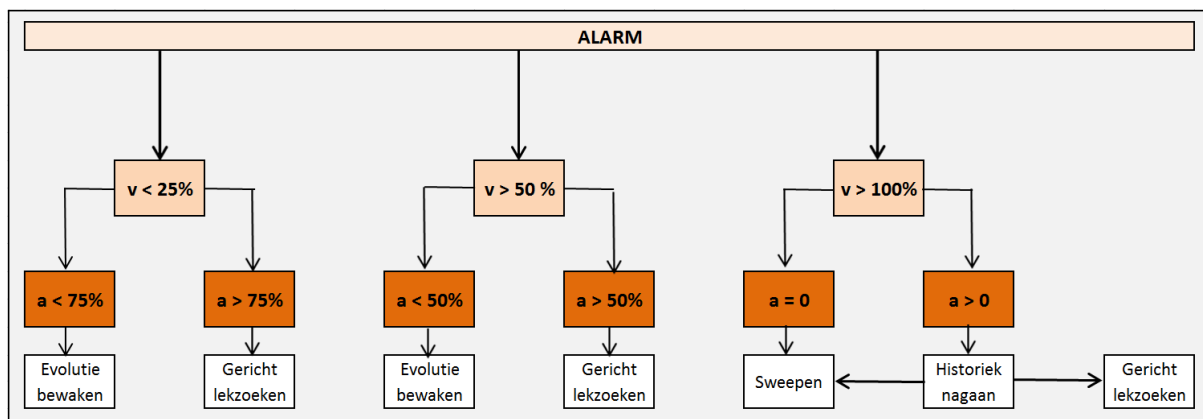 ALARM
v < 25%
v > 50 %
v > 100%
a < 75%
a > 75%
a < 50%
a > 50%
a = 0
a > 0
Evolutie
bewaken
Gericht
lekzoeken
Evolutie
bewaken
Gericht
lekzoeken
Sweepen
Historiek
nagaan
Gericht
lekzoeken